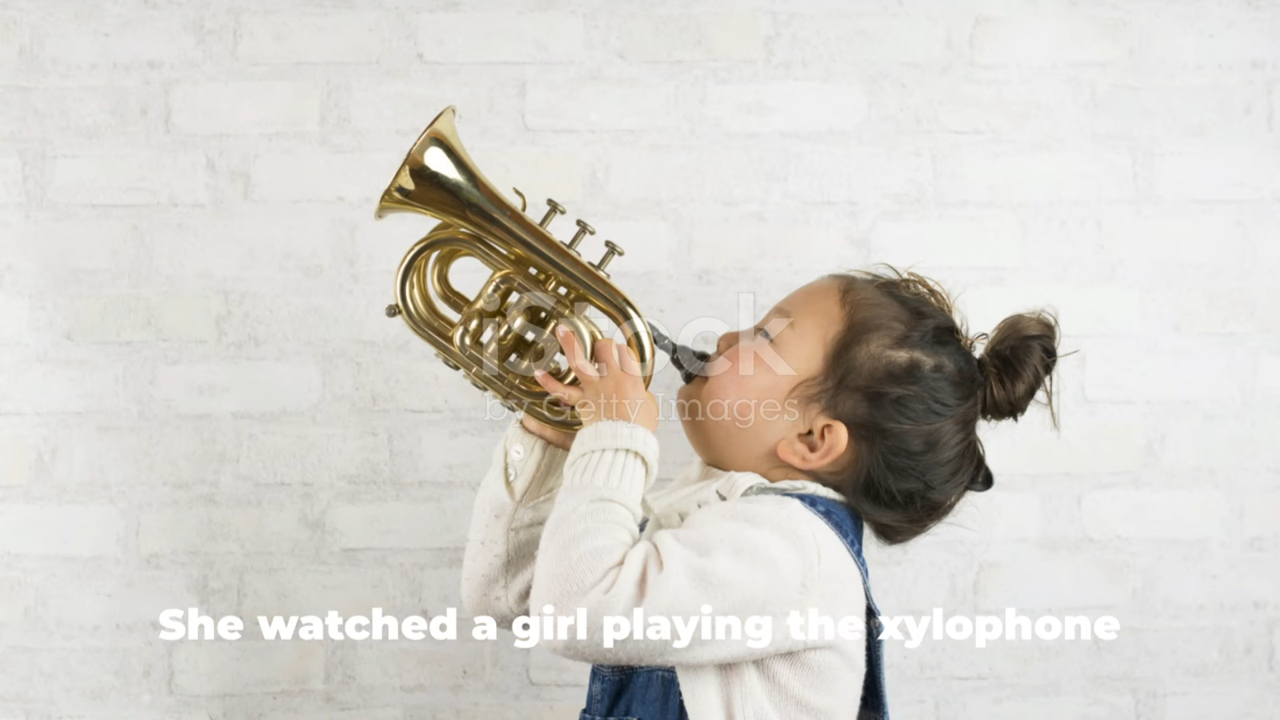 iStock
by Getty Images
She watched a girl playing the xylophone